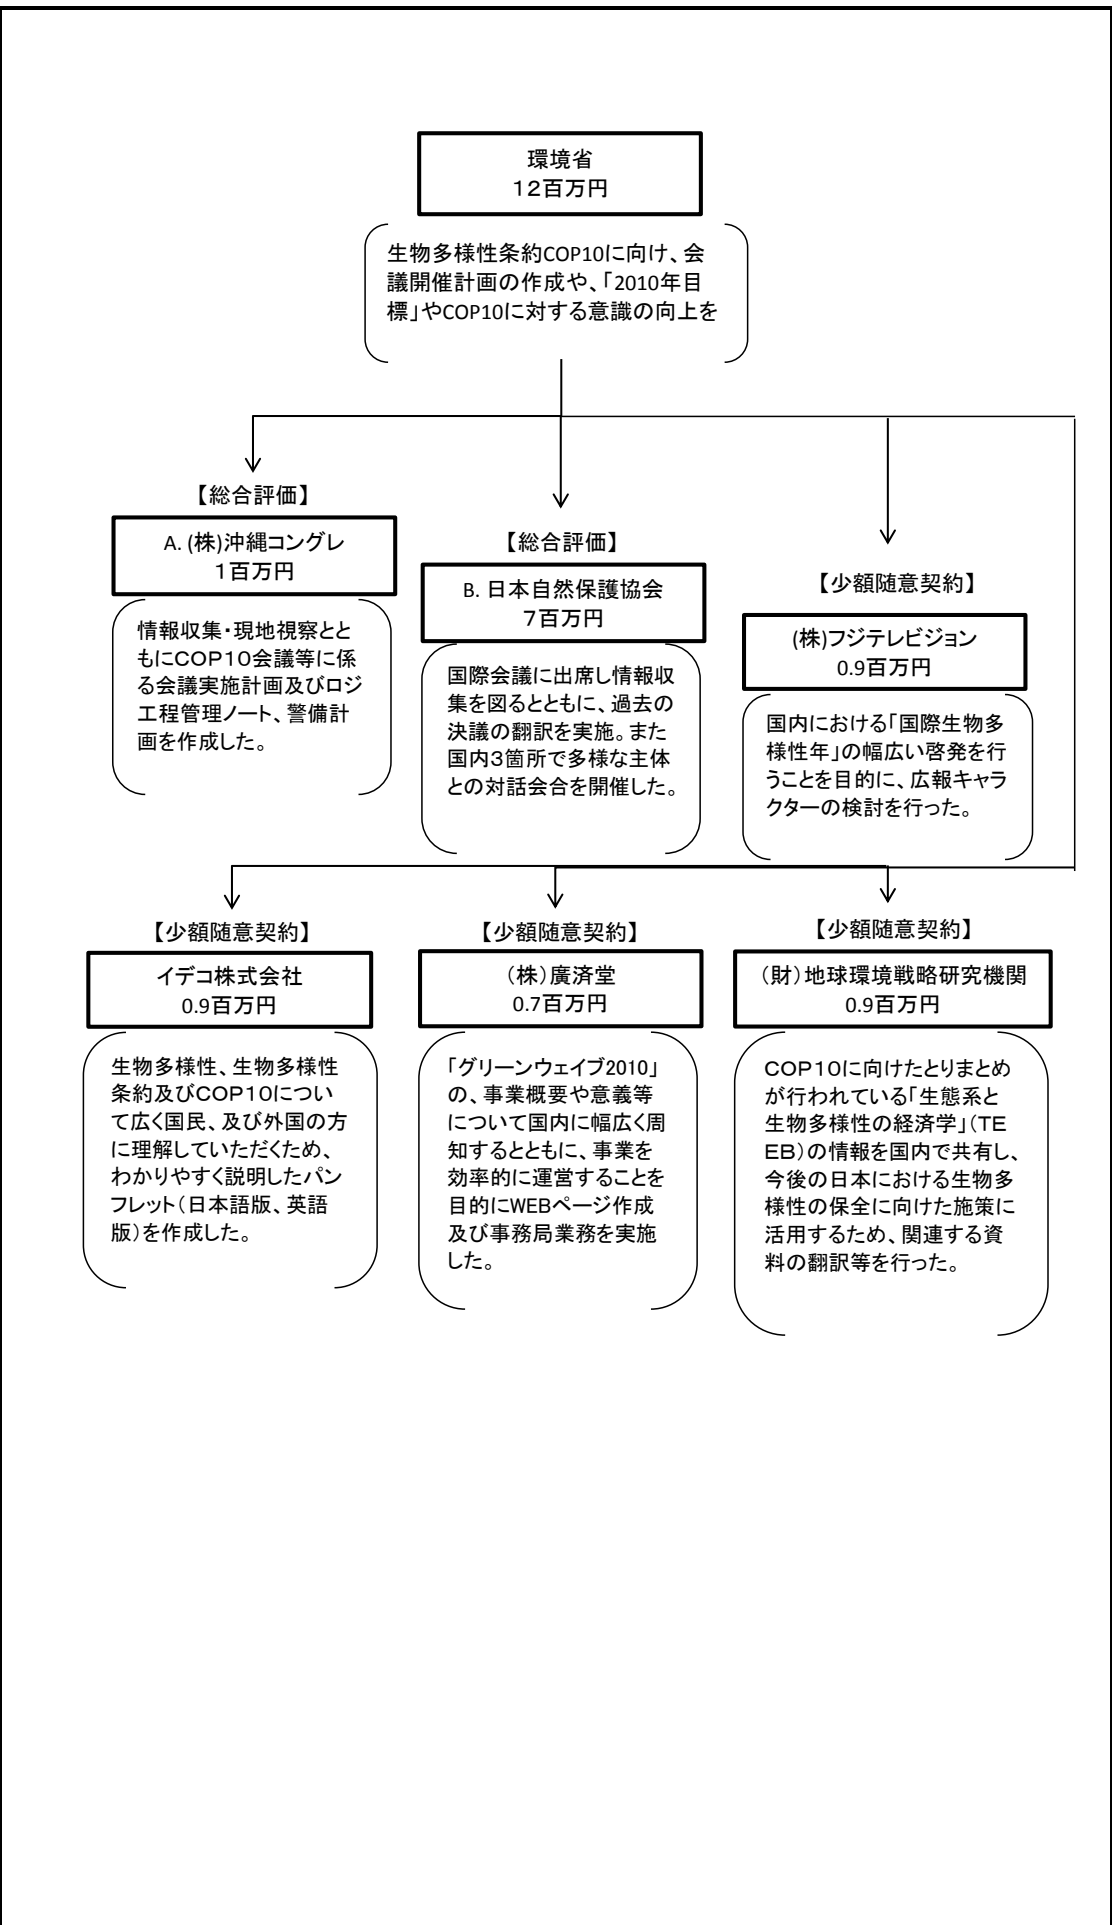 環境省
１２百万円
生物多様性条約COP10に向け、会
議開催計画の作成や、｢2010年目
標｣やCOP10に対する意識の向上を
【総合評価】
A. (株)沖縄コングレ
１百万円
情報収集・現地視察とと
もにＣＯＰ１０会議等に係
る会議実施計画及びロジ
工程管理ノート、警備計
画を作成した。
【総合評価】
B. 日本自然保護協会
７百万円
国際会議に出席し情報収
集を図るとともに、過去の
決議の翻訳を実施。また
国内３箇所で多様な主体
との対話会合を開催した。
【少額随意契約】
(株)フジテレビジョン
0.9百万円
国内における｢国際生物多
様性年｣の幅広い啓発を行
うことを目的に、広報キャラ
クターの検討を行った。
【少額随意契約】
イデコ株式会社
0.9百万円
生物多様性、生物多様性
条約及びＣＯＰ１０につい
て広く国民、及び外国の方
に理解していただくため、
わかりやすく説明したパン
フレット（日本語版、英語
版）を作成した。
【少額随意契約】
（株）廣済堂
0.7百万円
｢グリーンウェイブ2010｣
の、事業概要や意義等
について国内に幅広く周
知するとともに、事業を
効率的に運営することを
目的にWEBページ作成
及び事務局業務を実施
した。
【少額随意契約】
（財）地球環境戦略研究機関
0.9百万円
ＣＯＰ１０に向けたとりまとめ
が行われている｢生態系と
生物多様性の経済学｣（ＴＥ
ＥＢ）の情報を国内で共有し、
今後の日本における生物多
様性の保全に向けた施策に
活用するため、関連する資
料の翻訳等を行った。